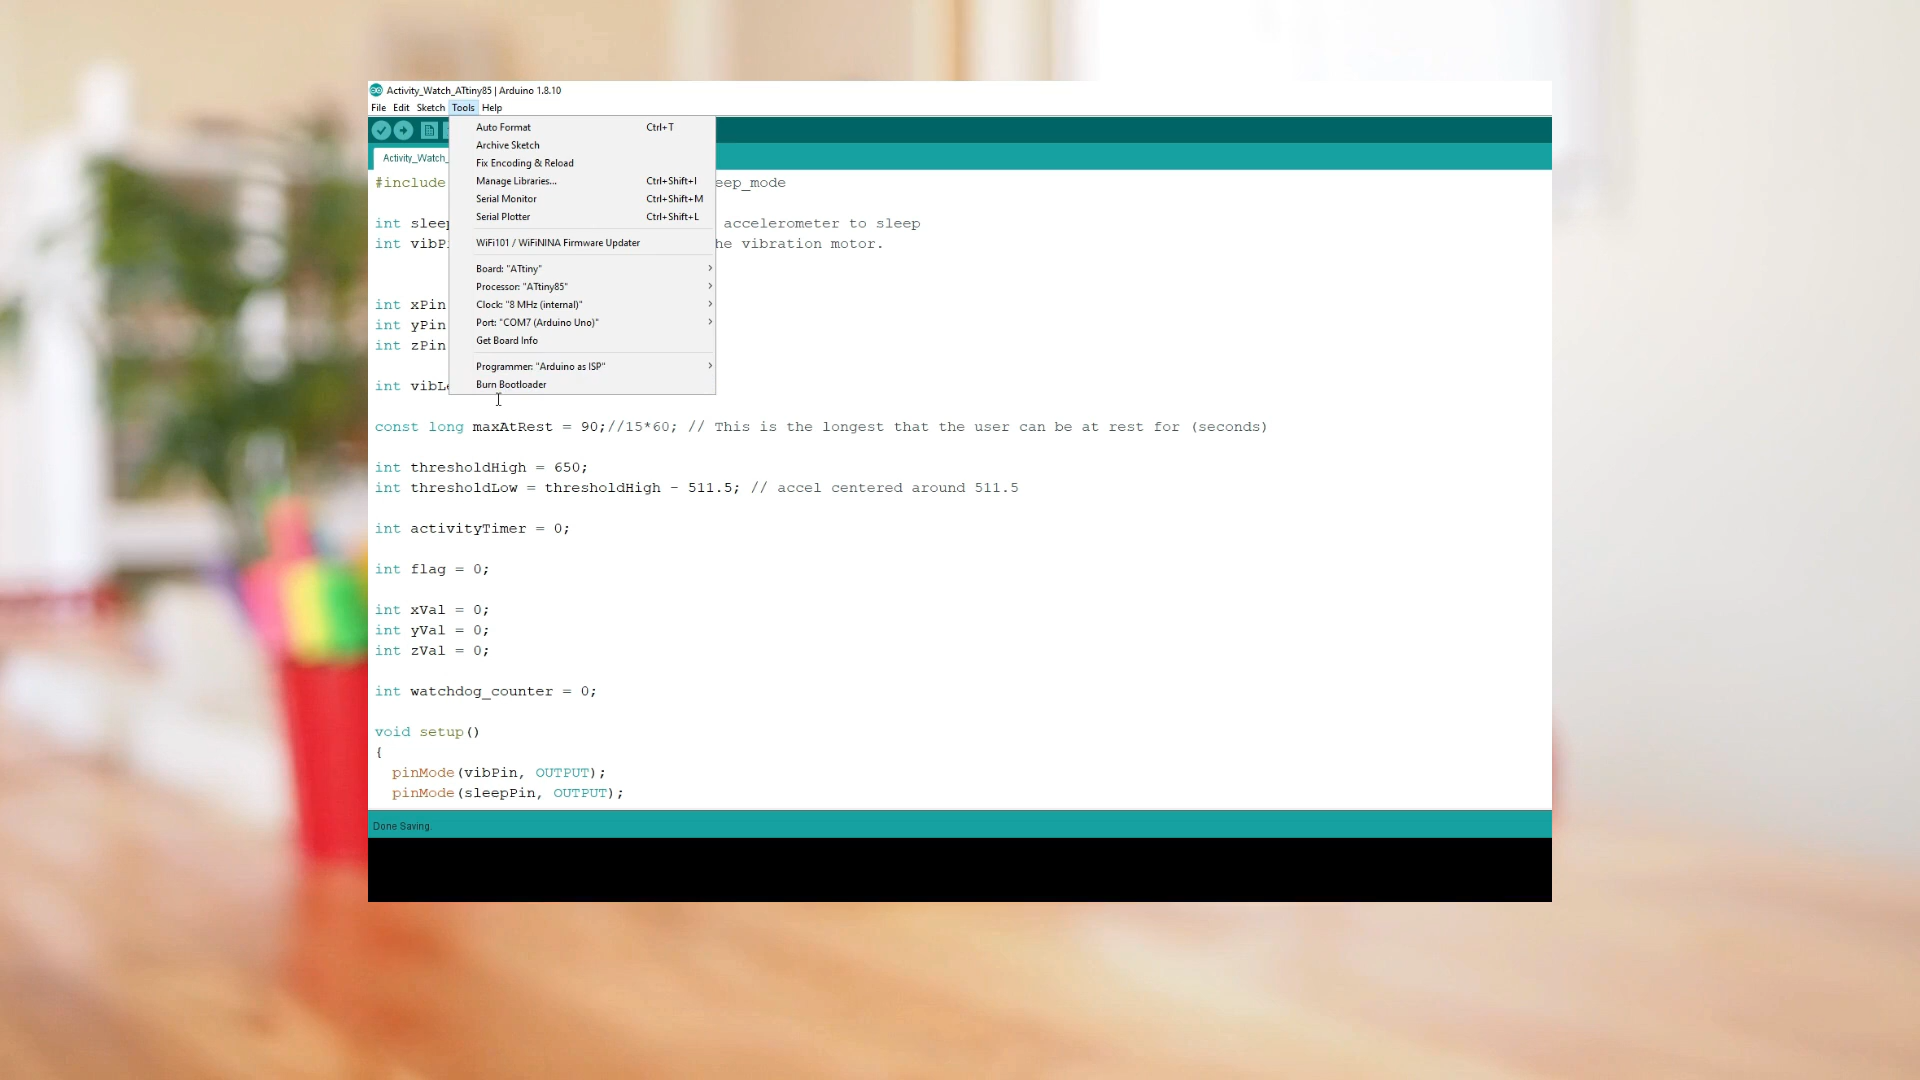 Activity_Watch_ATtiny85 | Arduino 1.8.10
File Edit Sketch Tools Help
Activity_Watch_
Auto Format Ctrl+T
Archive Sketch
Fix Encoding & Reload
Manage Libraries... Ctrl+Shift+I
Serial Monitor Ctrl+Shift+M
Serial Plotter Ctrl+Shift+L
WiFi101 / WiFiNINA Firmware Updater
Board: "ATtiny"
Processor: "ATtiny85"
Clock: "8 MHz (internal)"
Port: "COM7 (Arduino Uno)"
Get Board Info
Programmer: "Arduino as ISP"
Burn Bootloader
#include eep_mode
int sleep accelerometer to sleep
int vibP he vibration motor.
int xPin
int yPin
int zPin
int vibLe
const long maxAtRest = 90;//15*60; // This is the longest that the user can be at rest for (seconds)
int thresholdHigh = 650;
int thresholdLow = thresholdHigh - 511.5; // accel centered around 511.5
int activityTimer = 0;
int flag = 0;
int xVal = 0;
int yVal = 0;
int zVal = 0;
int watchdog_counter = 0;
void setup()
{
pinMode(vibPin, OUTPUT);
pinMode(sleepPin, OUTPUT);
Done Saving.